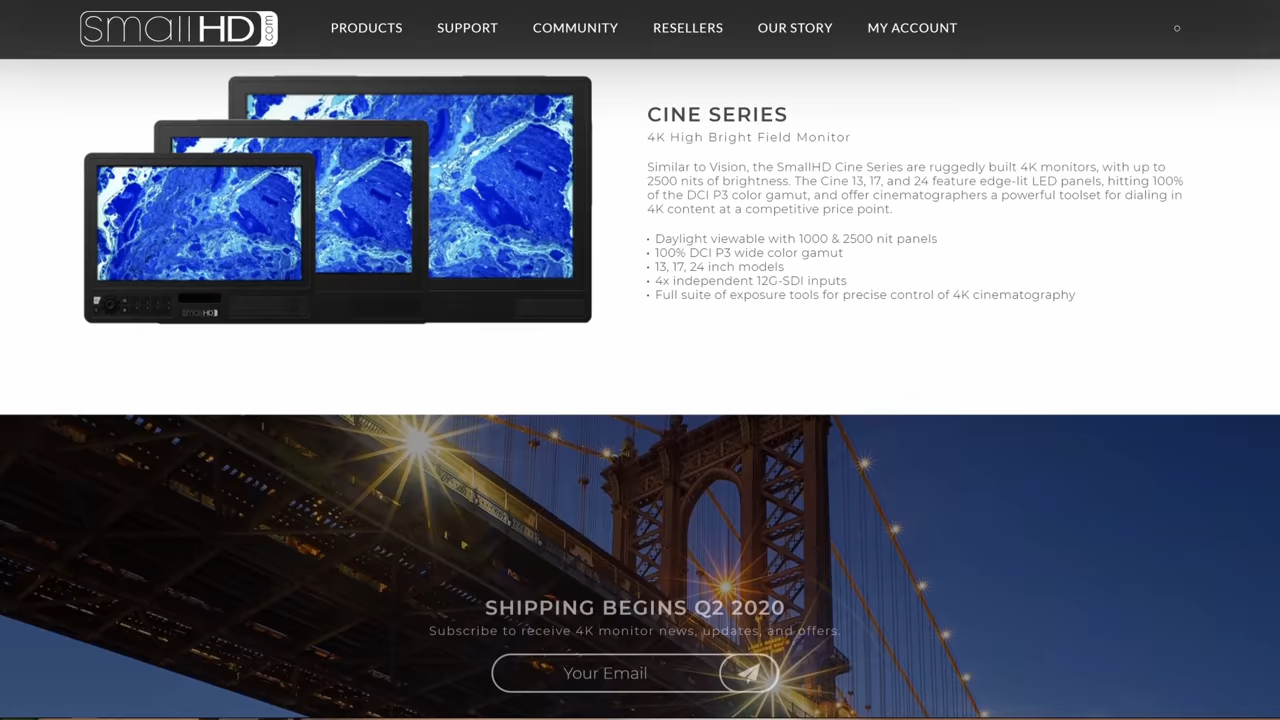 smallHD.com
PRODUCTS
SUPPORT
COMMUNITY
RESELLERS
OUR STORY
MY ACCOUNT
CINE SERIES
4K High Bright Field Monitor
Similar to Vision, the SmallHD Cine Series are ruggedly built 4K monitors, with up to
2500 nits of brightness. The Cine 13, 17, and 24 feature edge-lit LED panels, hitting 100%
of the DCI P3 color gamut, and offer cinematographers a powerful toolset for dialing in
4K content at a competitive price point.
• Daylight viewable with 1000 & 2500 nit panels
• 100% DCI P3 wide color gamut
• 13, 17, 24 inch models
• 4x independent 12G-SDI inputs
• Full suite of exposure tools for precise control of 4K cinematography
smallHD
SHIPPING BEGINS Q2 2020
Subscribe to receive 4K monitor news, updates, and offers.
Your Email